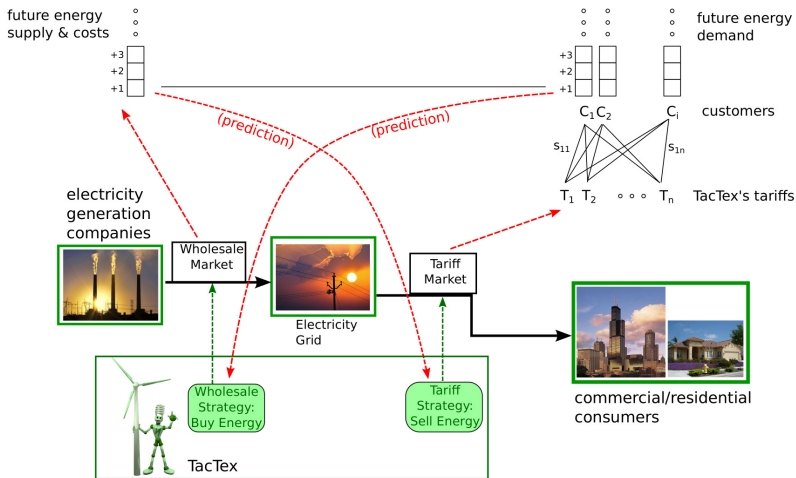 future energy
supply & costs
+3
+2
+1
future energy
demand
+3
+2
+1
(prediction)
(prediction)
C1 C2 Ci
customers
s11
s1n
T1 T2 Tn
TacTex's tariffs
electricity
generation
companies
Wholesale
Market
Tariff
Market
Electricity
Grid
Wholesale
Strategy:
Buy Energy
Tariff
Strategy:
Sell Energy
commercial/residential
consumers
TacTex